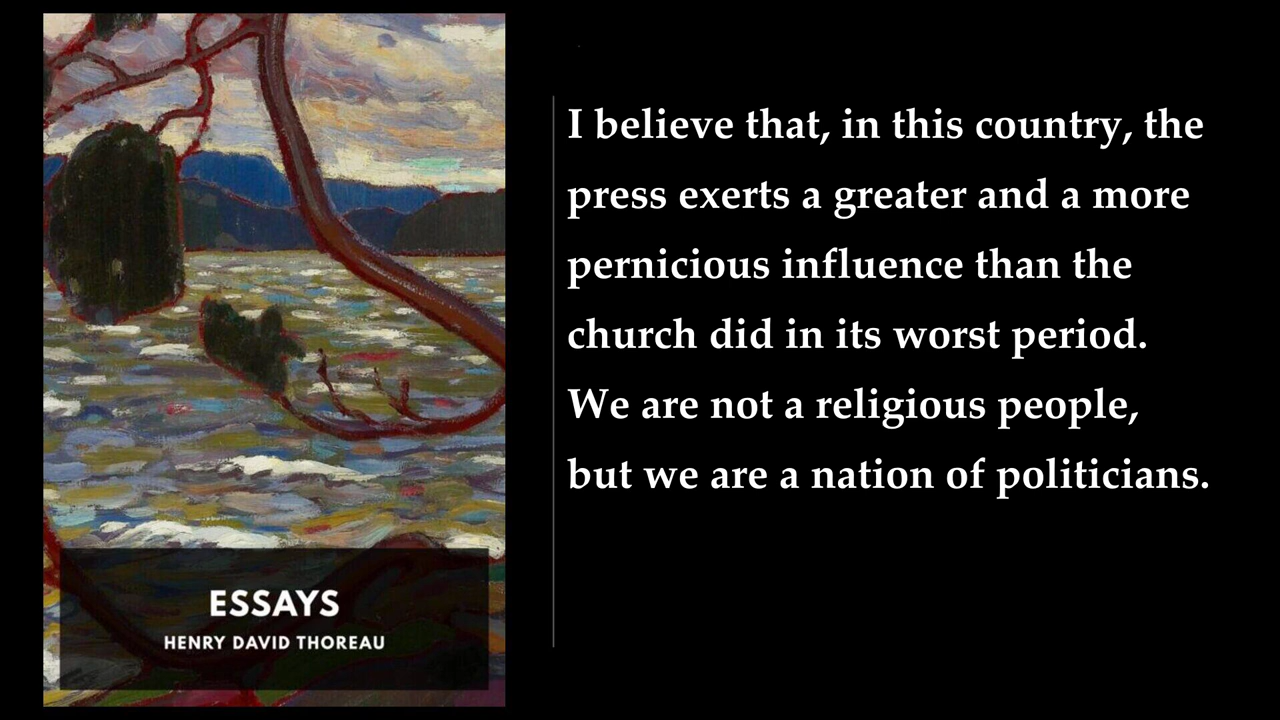 I believe that, in this country, the
press exerts a greater and a more
pernicious influence than the
church did in its worst period.
We are not a religious people,
but we are a nation of politicians.
ESSAYS
HENRY DAVID THOREAU